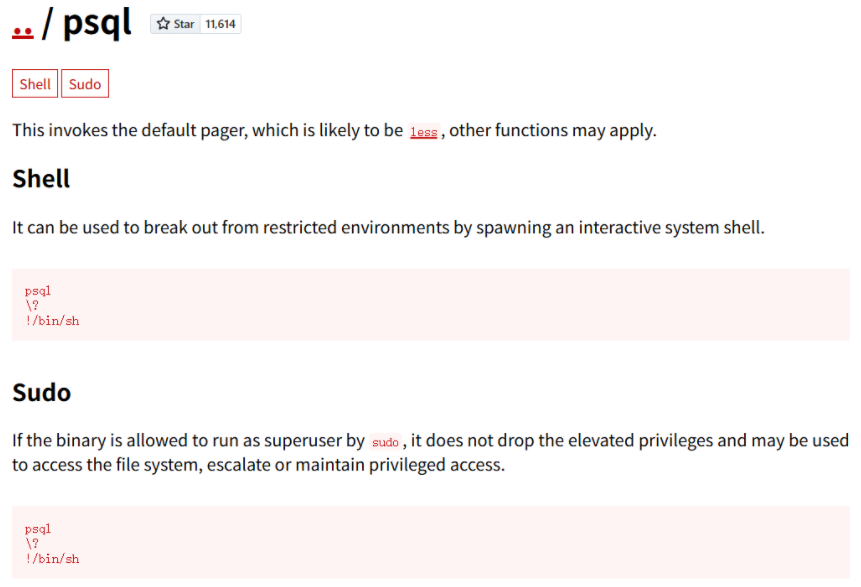 .. / psql Star 11,614
Shell Sudo
This invokes the default pager, which is likely to be less, other functions may apply.
Shell
It can be used to break out from restricted environments by spawning an interactive system shell.
psql
\?
!/bin/sh
Sudo
If the binary is allowed to run as superuser by sudo, it does not drop the elevated privileges and may be used
to access the file system, escalate or maintain privileged access.
psql
\?
!/bin/sh